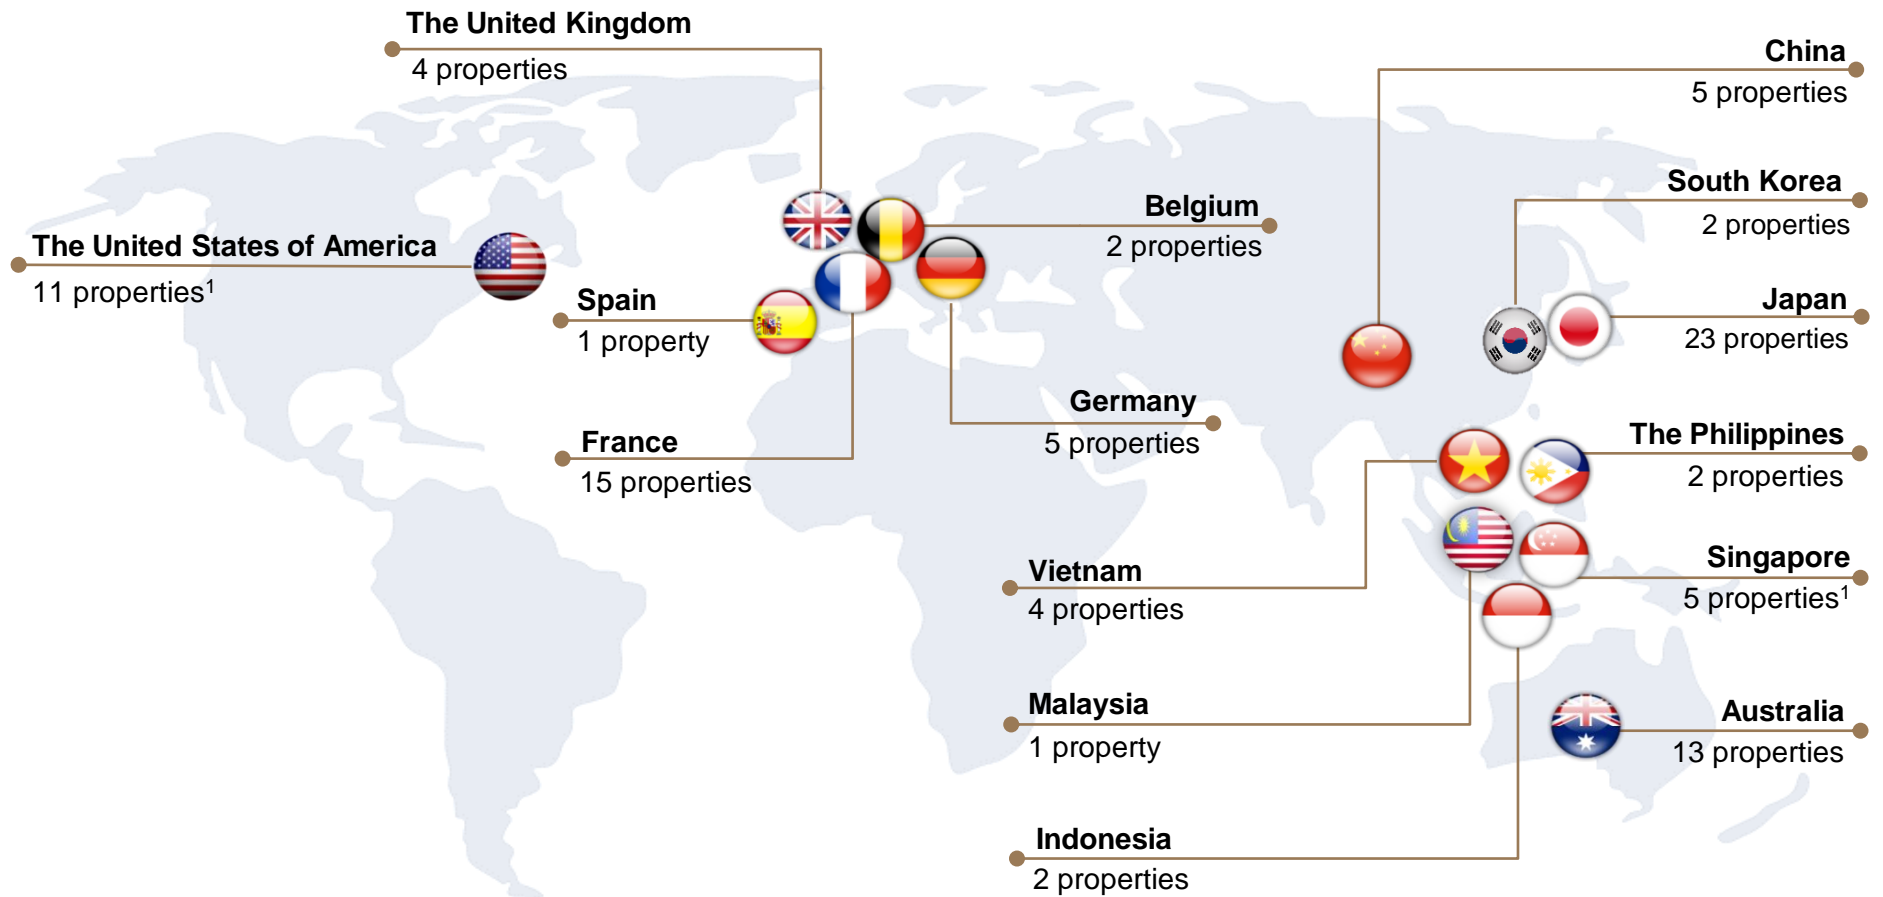 The United Kingdom
4 properties
China
5 properties
South Korea
2 properties
Belgium
2 properties
The United States of America
11 properties¹
Spain
1 property
Japan
23 properties
Germany
5 properties
France
15 properties
The Philippines
2 properties
Vietnam
4 properties
Singapore
5 properties¹
Malaysia
1 property
Australia
13 properties
Indonesia
2 properties